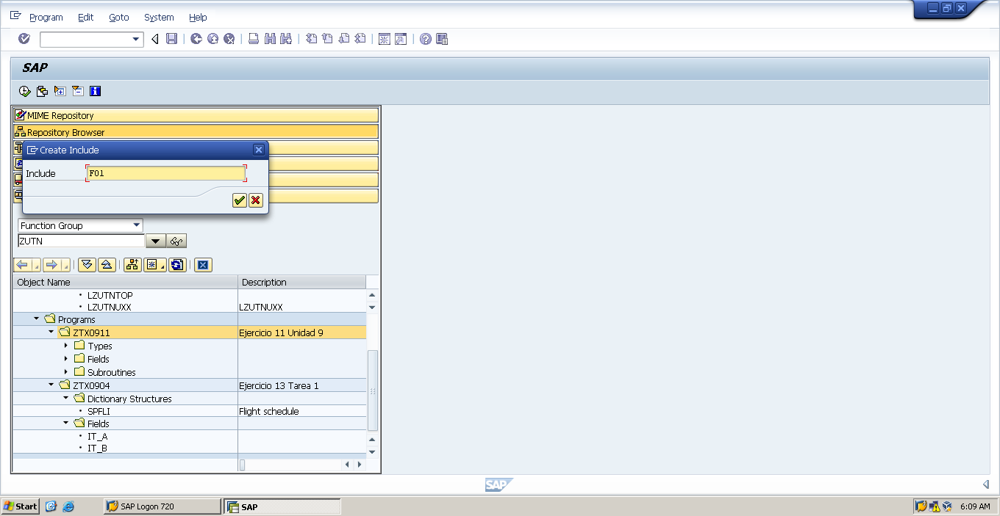 Program Edit Goto System Help
SAP
MIME Repository
Repository Browser
Create Include
Include F01
Function Group
ZUTN
Object Name Description
LZUTNTOP
LZUTNUXX LZUTNUXX
Programs
ZTX0911 Ejercicio 11 Unidad 9
Types
Fields
Subroutines
ZTX0904 Ejercicio 13 Tarea 1
Dictionary Structures
SPFLI Flight schedule
Fields
IT_A
IT_B
SAP
Start SAP Logon 720 SAP 6:09 AM